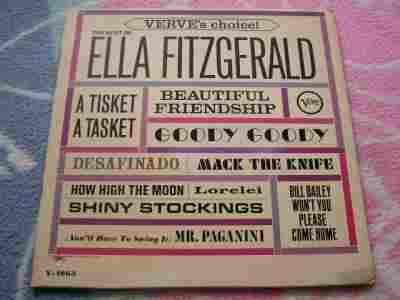 VERVE's choice!
THE BEST OF
ELLA FITZGERALD
A TISKET
A TASKET
BEAUTIFUL
FRIENDSHIP
Verve
GOODY GOODY
DESAFINADO
MACK THE KNIFE
HOW HIGH THE MOON
Lorelei
SHINY STOCKINGS
BILL BAILEY
WON'T YOU
PLEASE
COME HOME
(You'll Have To Swing It) MR. PAGANINI
V-4063